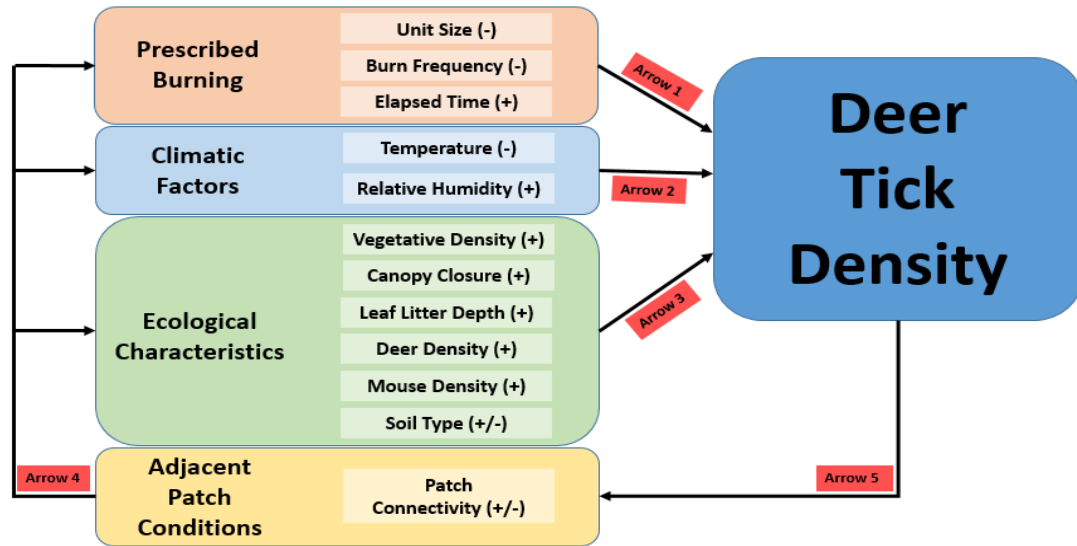 Prescribed
Burning
Unit Size (-)
Burn Frequency (-)
Elapsed Time (+)
Arrow 1
Climatic
Factors
Temperature (-)
Relative Humidity (+)
Arrow 2
Ecological
Characteristics
Vegetative Density (+)
Canopy Closure (+)
Leaf Litter Depth (+)
Deer Density (+)
Mouse Density (+)
Soil Type (+/-)
Arrow 3
Deer
Tick
Density
Arrow 4
Adjacent
Patch
Conditions
Patch
Connectivity (+/-)
Arrow 5